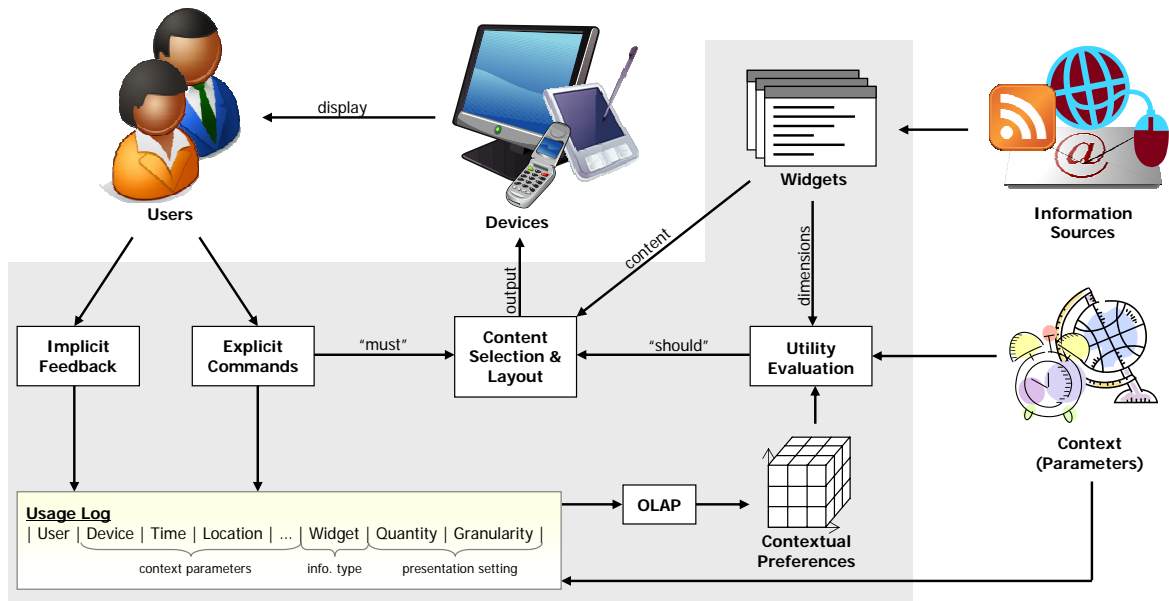 display
Users
Devices
Widgets
Information
Sources
output
content
dimensions
Implicit
Feedback
Explicit
Commands
“must”
Content
Selection &
Layout
“should”
Utility
Evaluation
Context
(Parameters)
Usage Log
| User | Device | Time | Location | ... | Widget | Quantity | Granularity |
context parameters
info. type
presentation setting
OLAP
Contextual
Preferences
@